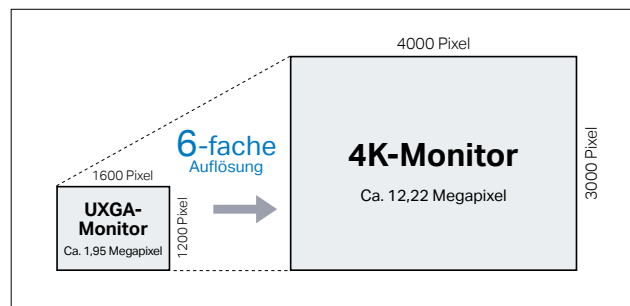 4000 Pixel
6-fache
Auflösung
4K-Monitor
Ca. 12,22 Megapixel
3000 Pixel
1600 Pixel
UXGA-
Monitor
Ca. 1,95 Megapixel
1200 Pixel